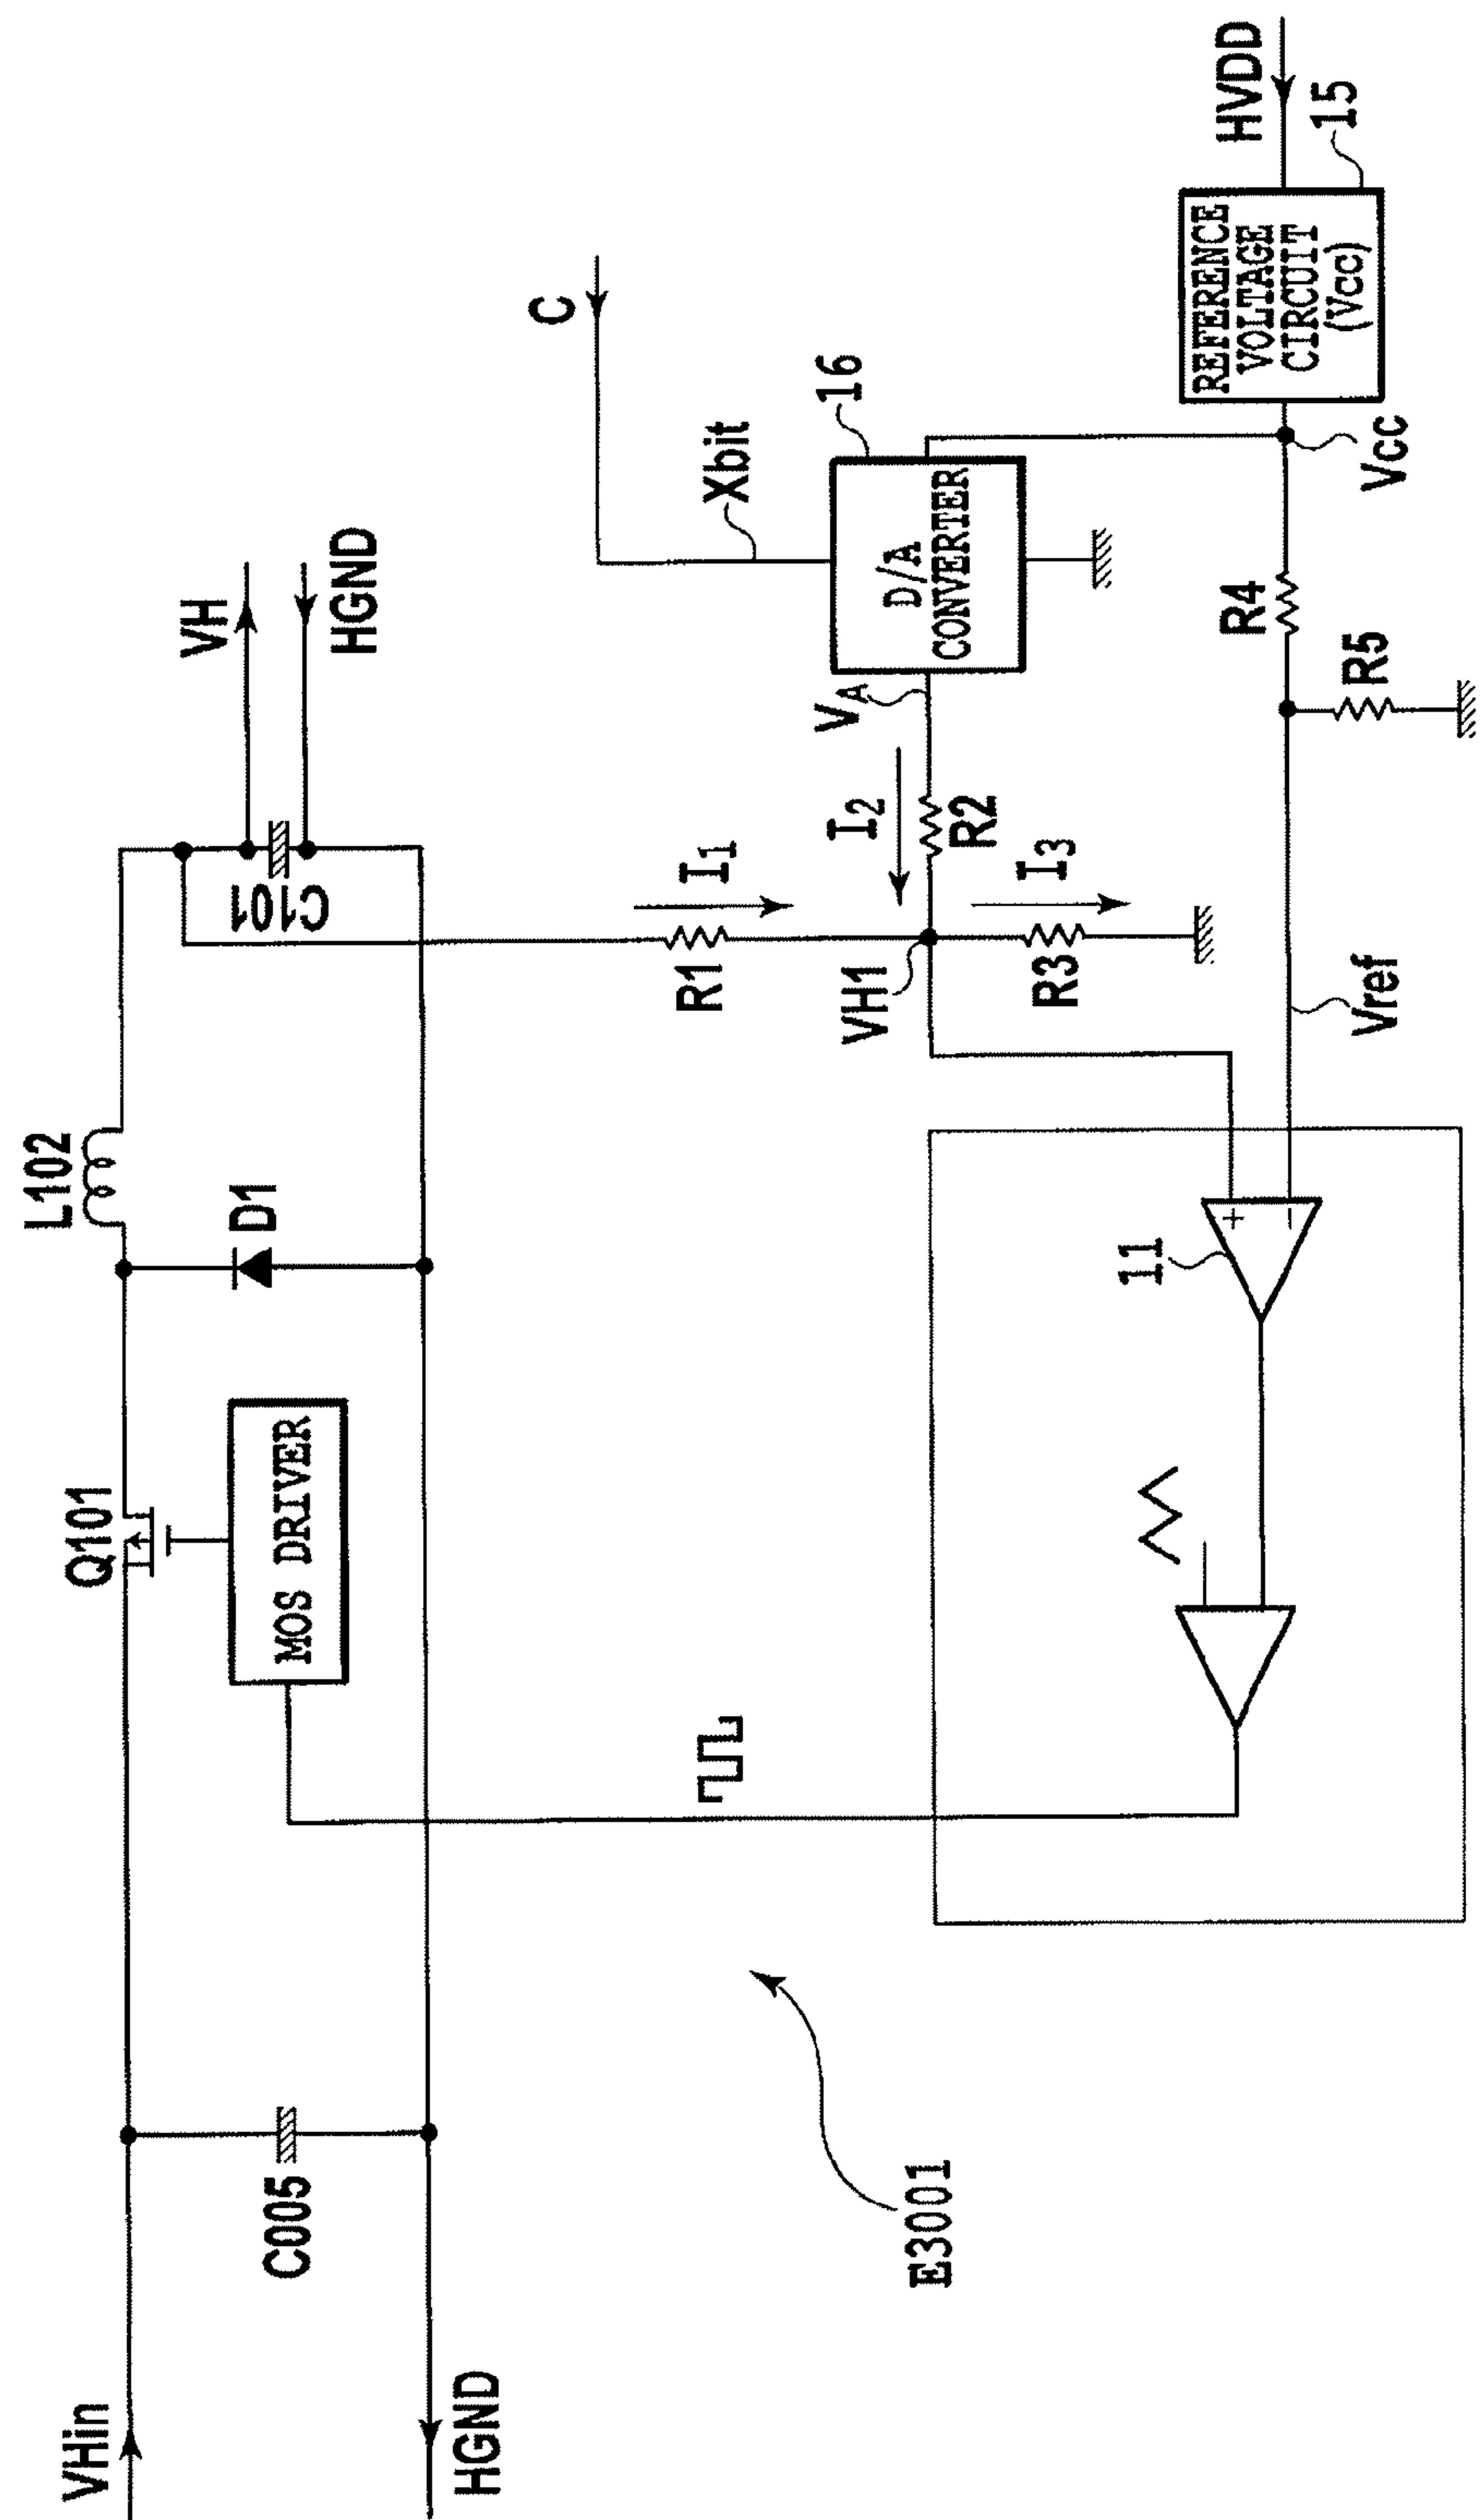 VHin
HGND
C005
Q101
MOS DRIVER
L102
D1
C101
VH
HGND
E3001
R1
I1
VH1
I2
R2
VA
R3
I3
Xbit
C
D/A
CONVERTER
16
11
+
−
Vref
R4
R5
Vcc
REFERENCE
VOLTAGE
CIRCUIT
(Vcc)
15
HVDD